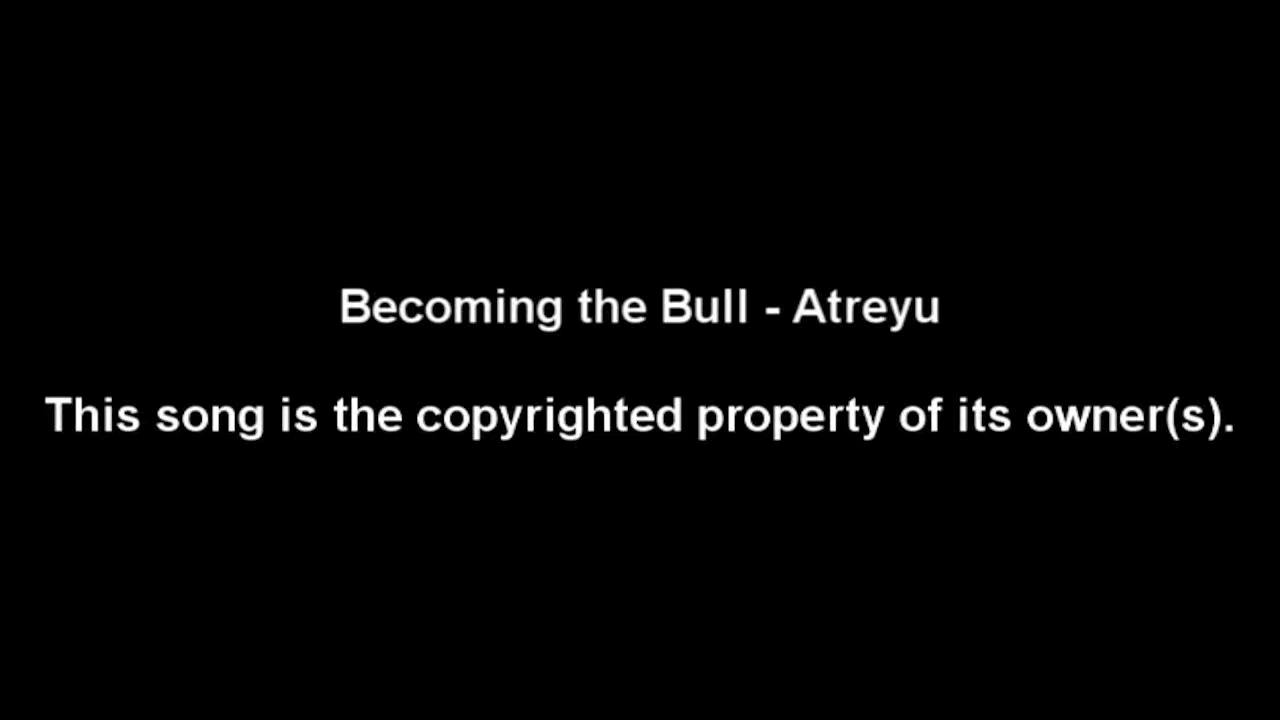 Becoming the Bull - Atreyu
This song is the copyrighted property of its owner(s).